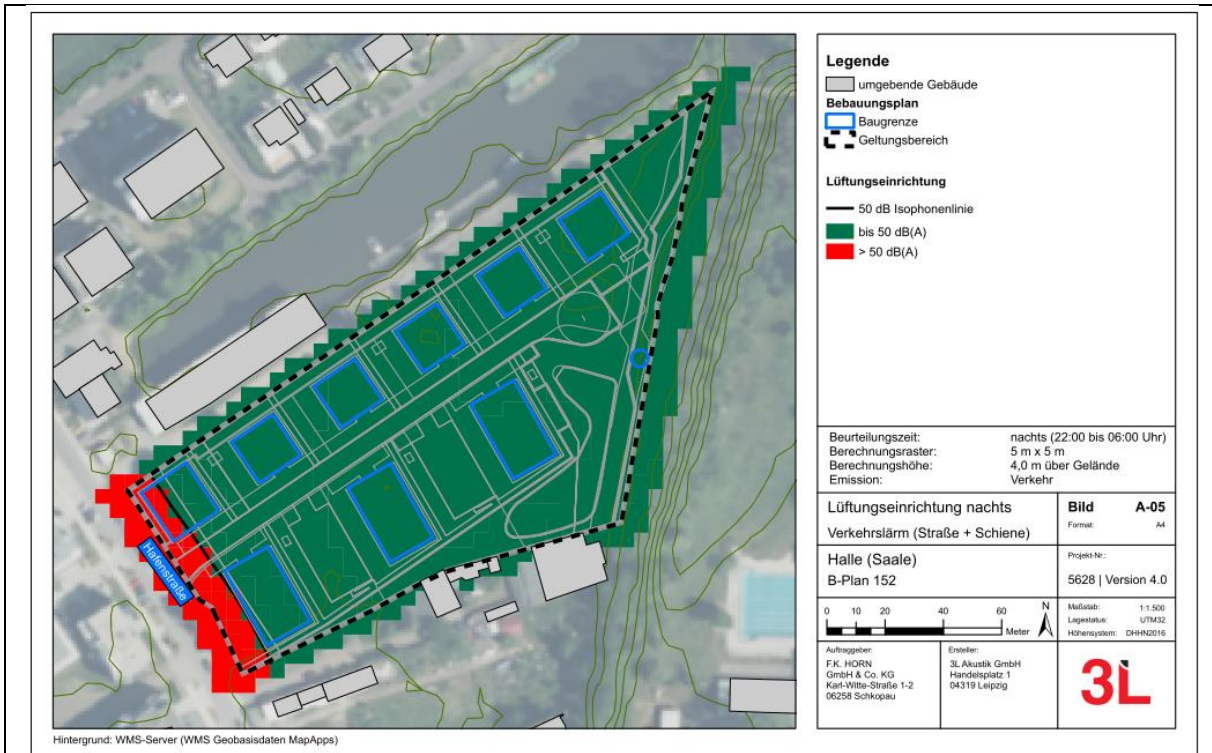 Hafenstraße
Hintergrund: WMS-Server (WMS Geobasisdaten MapApps)
Legende
umgebende Gebäude
Bebauungsplan
Baugrenze
Geltungsbereich
Lüftungseinrichtung
50 dB Isophonenlinie
bis 50 dB(A)
> 50 dB(A)
Beurteilungszeit: nachts (22:00 bis 06:00 Uhr)
Berechnungsraster: 5 m x 5 m
Berechnungshöhe: 4,0 m über Gelände
Emission: Verkehr
Lüftungseinrichtung nachts
Verkehrslärm (Straße + Schiene)
Bild A-05
Format: A4
Halle (Saale)
B-Plan 152
Projekt-Nr.:
5628 | Version 4.0
0 10 20 40 60 N
Meter
Maßstab: 1:1.500
Lagestatus: UTM32
Höhensystem: DHHN2016
Auftraggeber:
F.K. HORN
GmbH & Co. KG
Karl-Witte-Straße 1-2
06258 Schkopau
Ersteller:
3L Akustik GmbH
Handelsplatz 1
04319 Leipzig
3L